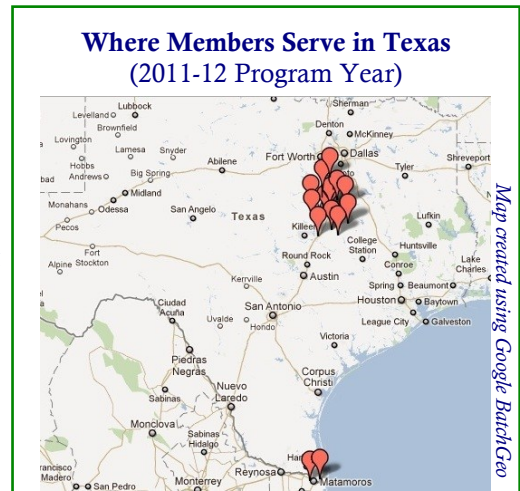 Where Members Serve in Texas
(2011-12 Program Year)
Sherman
Levelland
Lubbock
Denton
McKinney
Brownfield
Lovington
Lamesa
Snyder
Abilene
Fort Worth
Dallas
Tyler
Shreveport
Hobbs
Andrews
Big Spring
Midland
Monahans
Odessa
San Angelo
Texas
Pecos
Killeen
Lufkin
College
Station
Huntsville
Fort
Stockton
Alpine
Round Rock
Conroe
Lake
Charles
Austin
Spring
Beaumont
Kerrville
Houston
Baytown
Ciudad
Acuña
San Antonio
League City
Galveston
Uvalde
Hondo
Victoria
Piedras
Negras
Corpus
Christi
Nuevo
Laredo
Sabinas
Monclova
Sabinas
Hidalgo
Reynosa
Matamoros
San Pedro
Monterrey
Map created using Google BatchGeo